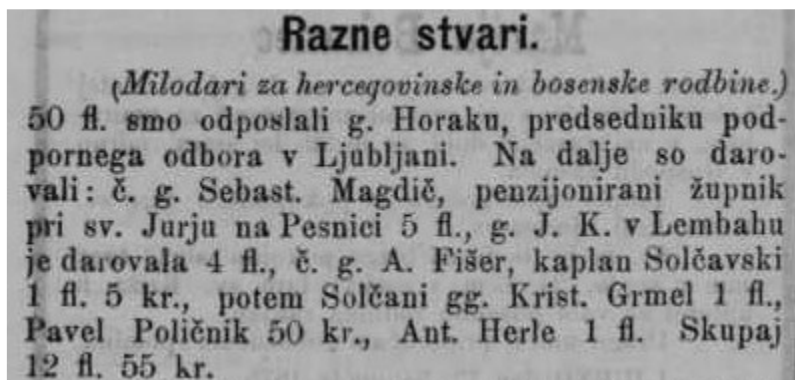 Razne stvari.
(Milodari za hercegovinske in bosenske rodbine.)
50 fl. smo odposlali g. Horaku, predsedniku pod-
pornega odbora v Ljubljani. Na dalje so daro-
vali: č. g. Sebast. Magdič, penzijonirani župnik
pri sv. Jurju na Pesnici 5 fl., g. J. K. v Lembahu
je darovala 4 fl., č. g. A. Fišer, kaplan Solčavski
1 fl. 5 kr., potem Solčani gg. Krist. Grmel 1 fl.,
Pavel Poličnik 50 kr., Ant. Herle 1 fl. Skupaj
12 fl. 55 kr.